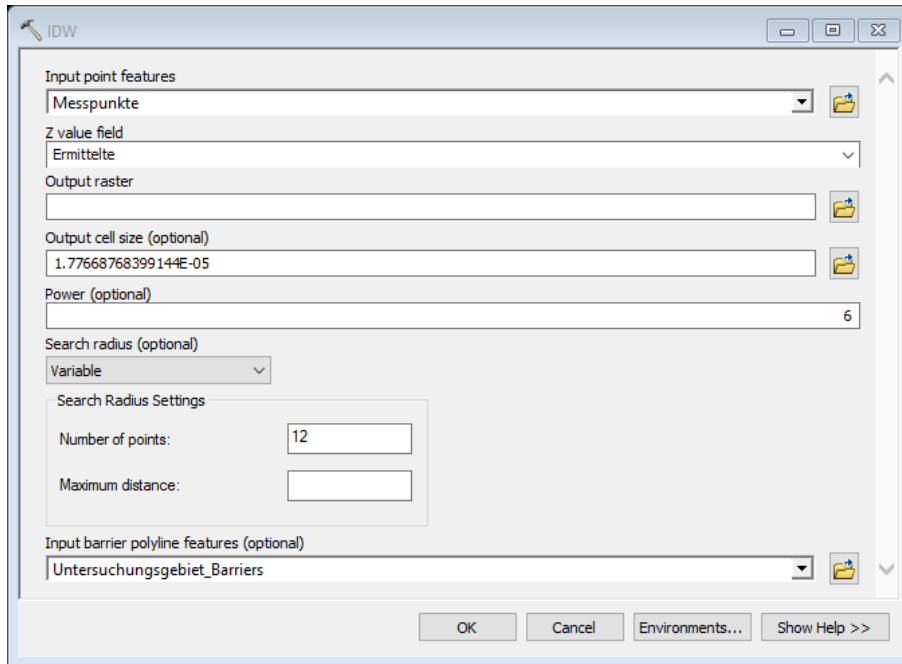 IDW
Input point features
Messpunkte
Z value field
Ermittelte
Output raster
Output cell size (optional)
1.77668768399144E-05
Power (optional)
6
Search radius (optional)
Variable
Search Radius Settings
Number of points:
12
Maximum distance:
Input barrier polyline features (optional)
Untersuchungsgebiet_Barriers
OK Cancel Environments... Show Help >>